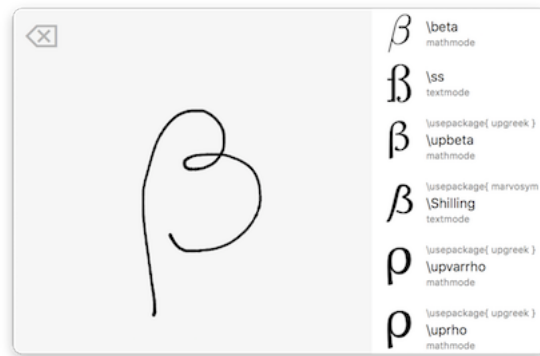 β
β \beta
mathmode
ß \ss
textmode
\usepackage{ upgreek }
β \upbeta
mathmode
\usepackage{ marvosym
ß \Shilling
textmode
\usepackage{ upgreek }
ρ \upvarrho
mathmode
\usepackage{ upgreek }
ρ \uprho
mathmode